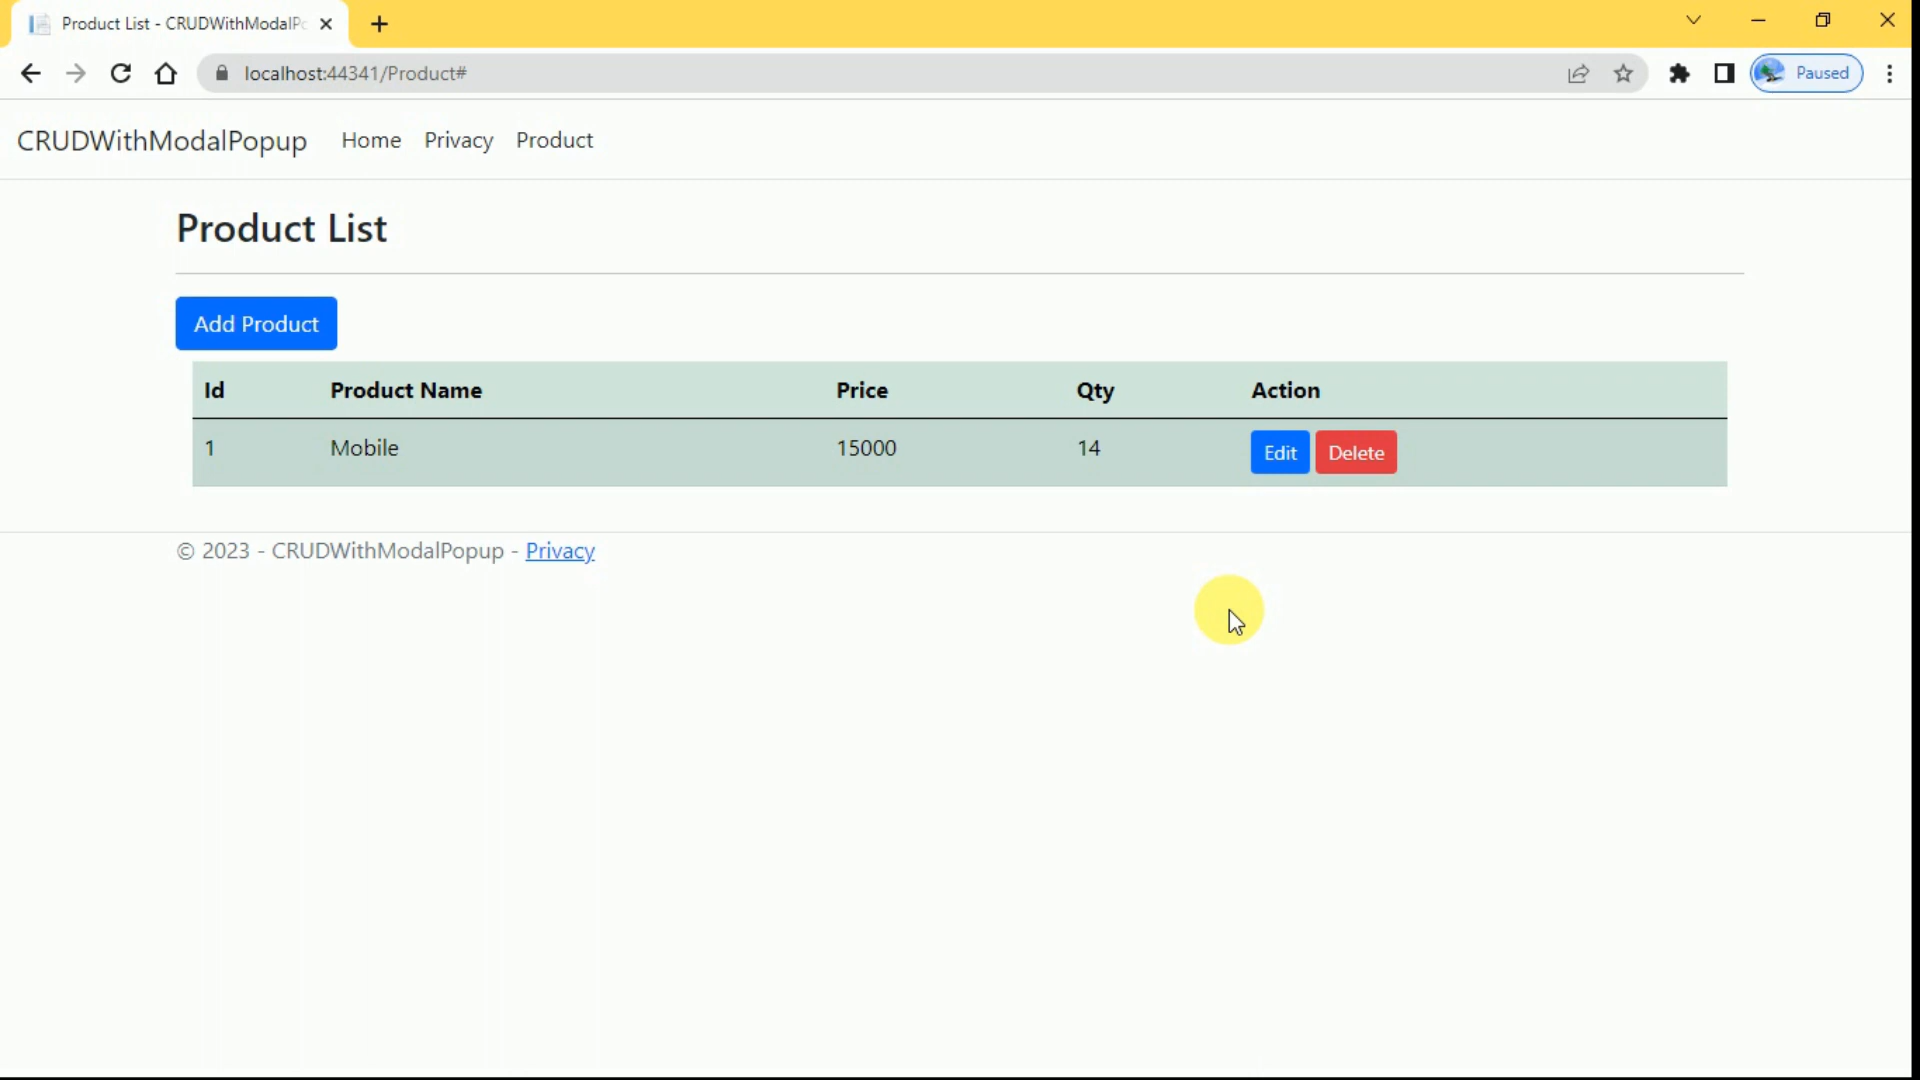 Product List - CRUDWithModalPo
localhost:44341/Product#
Paused
CRUDWithModalPopup Home Privacy Product
Product List
Add Product
Id Product Name Price Qty Action
1 Mobile 15000 14 Edit Delete
© 2023 - CRUDWithModalPopup - Privacy